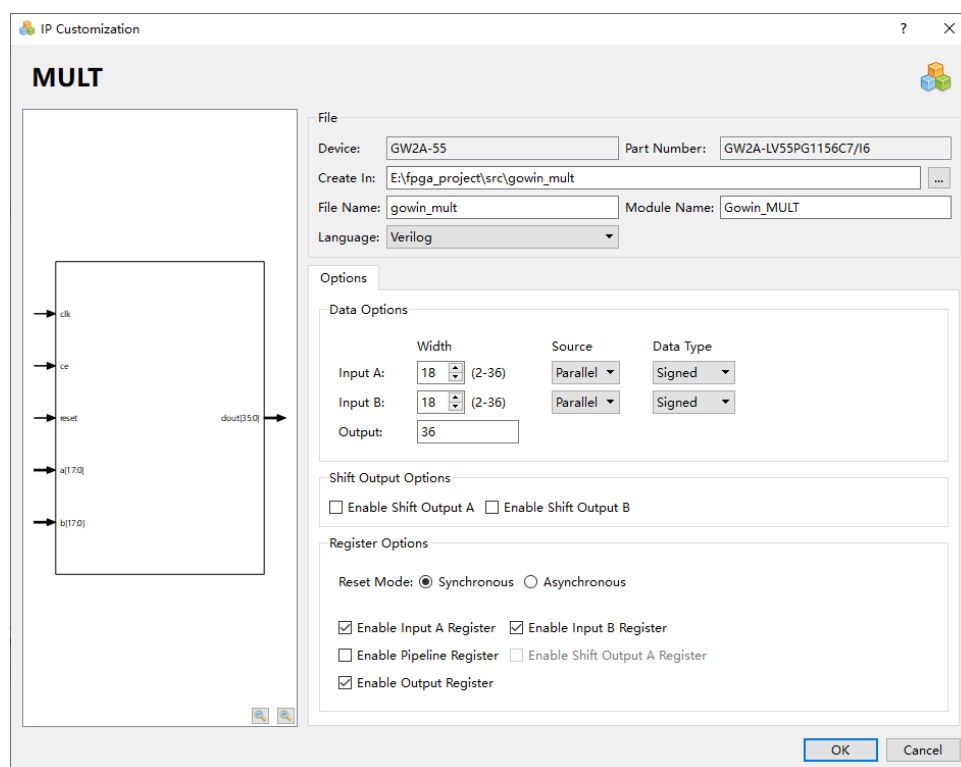 IP Customization ? ×
MULT
File
Device: GW2A-55 Part Number: GW2A-LV55PG1156C7/I6
Create In: E:\fpga_project\src\gowin_mult ...
File Name: gowin_mult Module Name: Gowin_MULT
Language: Verilog
Options
Data Options
Width Source Data Type
Input A: 18 (2-36) Parallel Signed
Input B: 18 (2-36) Parallel Signed
Output: 36
Shift Output Options
Enable Shift Output A Enable Shift Output B
Register Options
Reset Mode: Synchronous Asynchronous
Enable Input A Register Enable Input B Register
Enable Pipeline Register Enable Shift Output A Register
Enable Output Register
clk
ce
reset dout[35:0]
a[17:0]
b[17:0]
OK Cancel